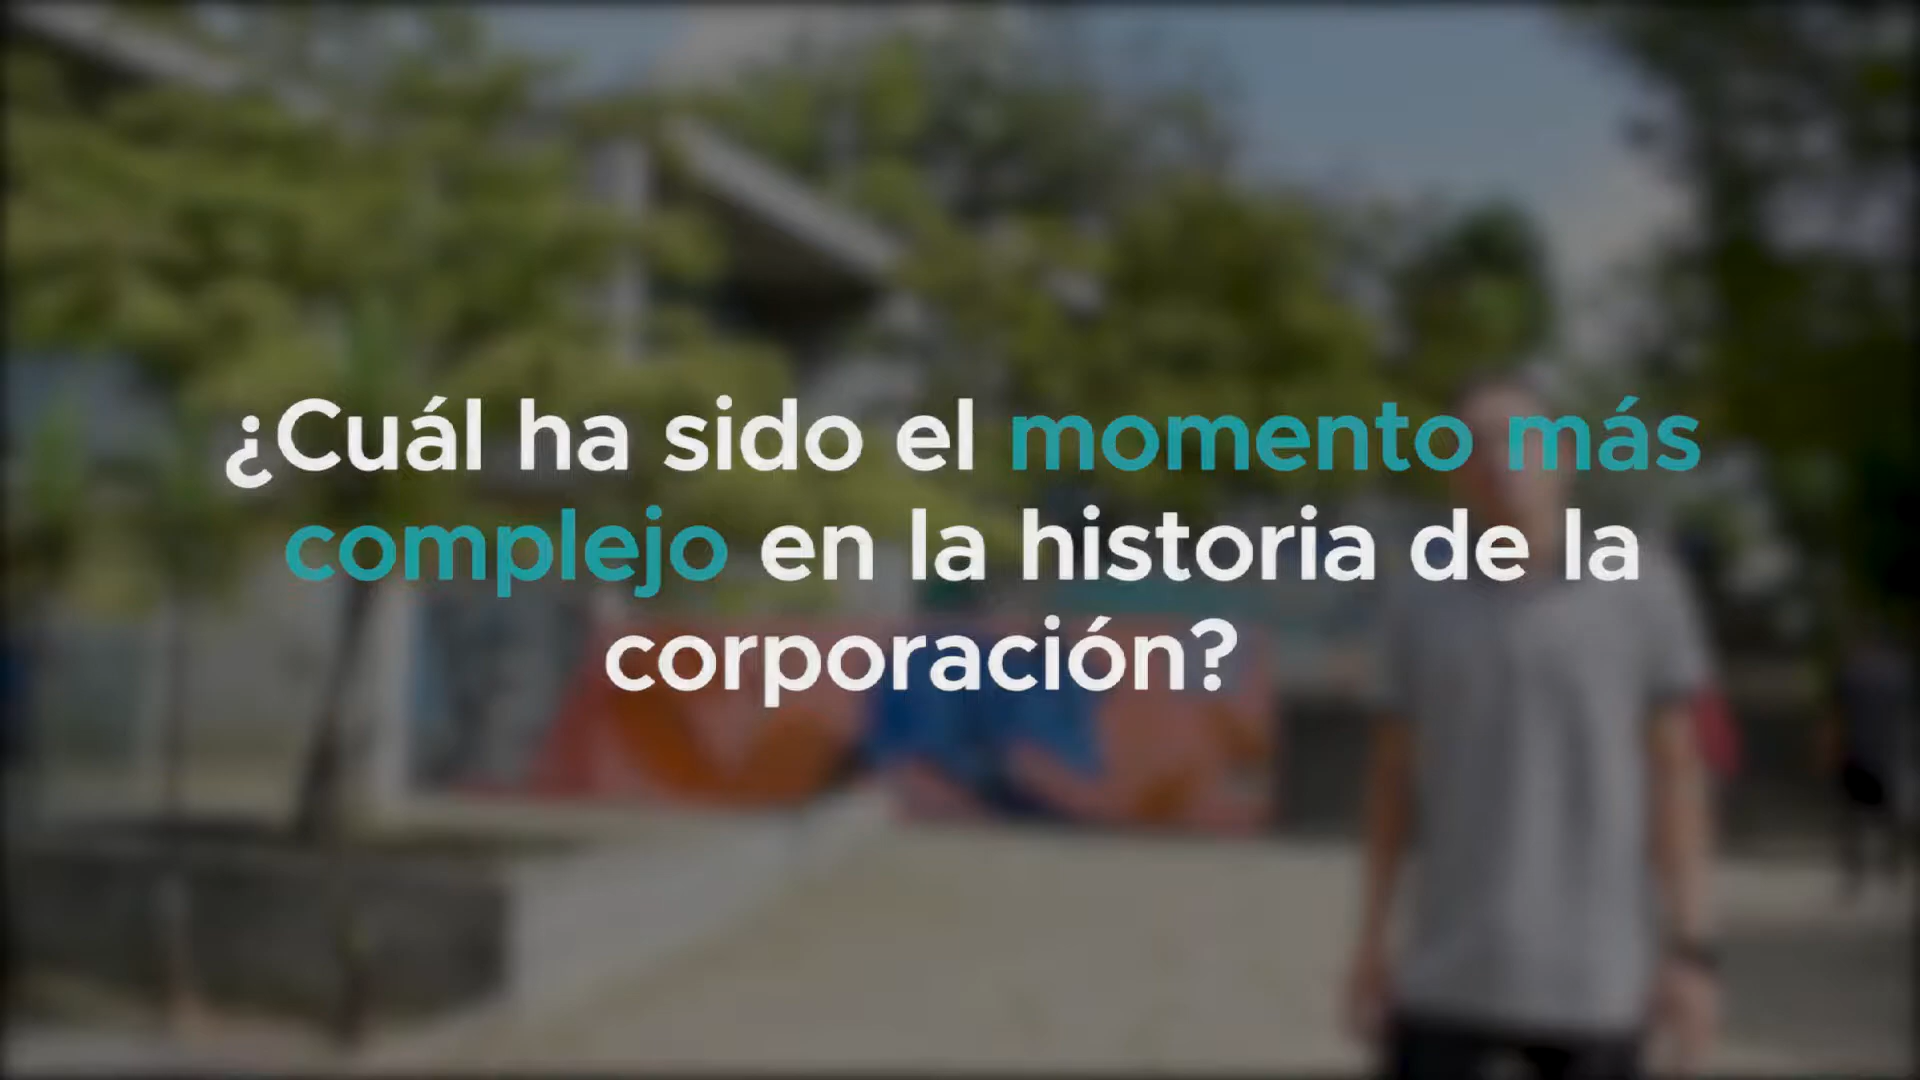 ¿Cuál ha sido el momento más
complejo en la historia de la
corporación?